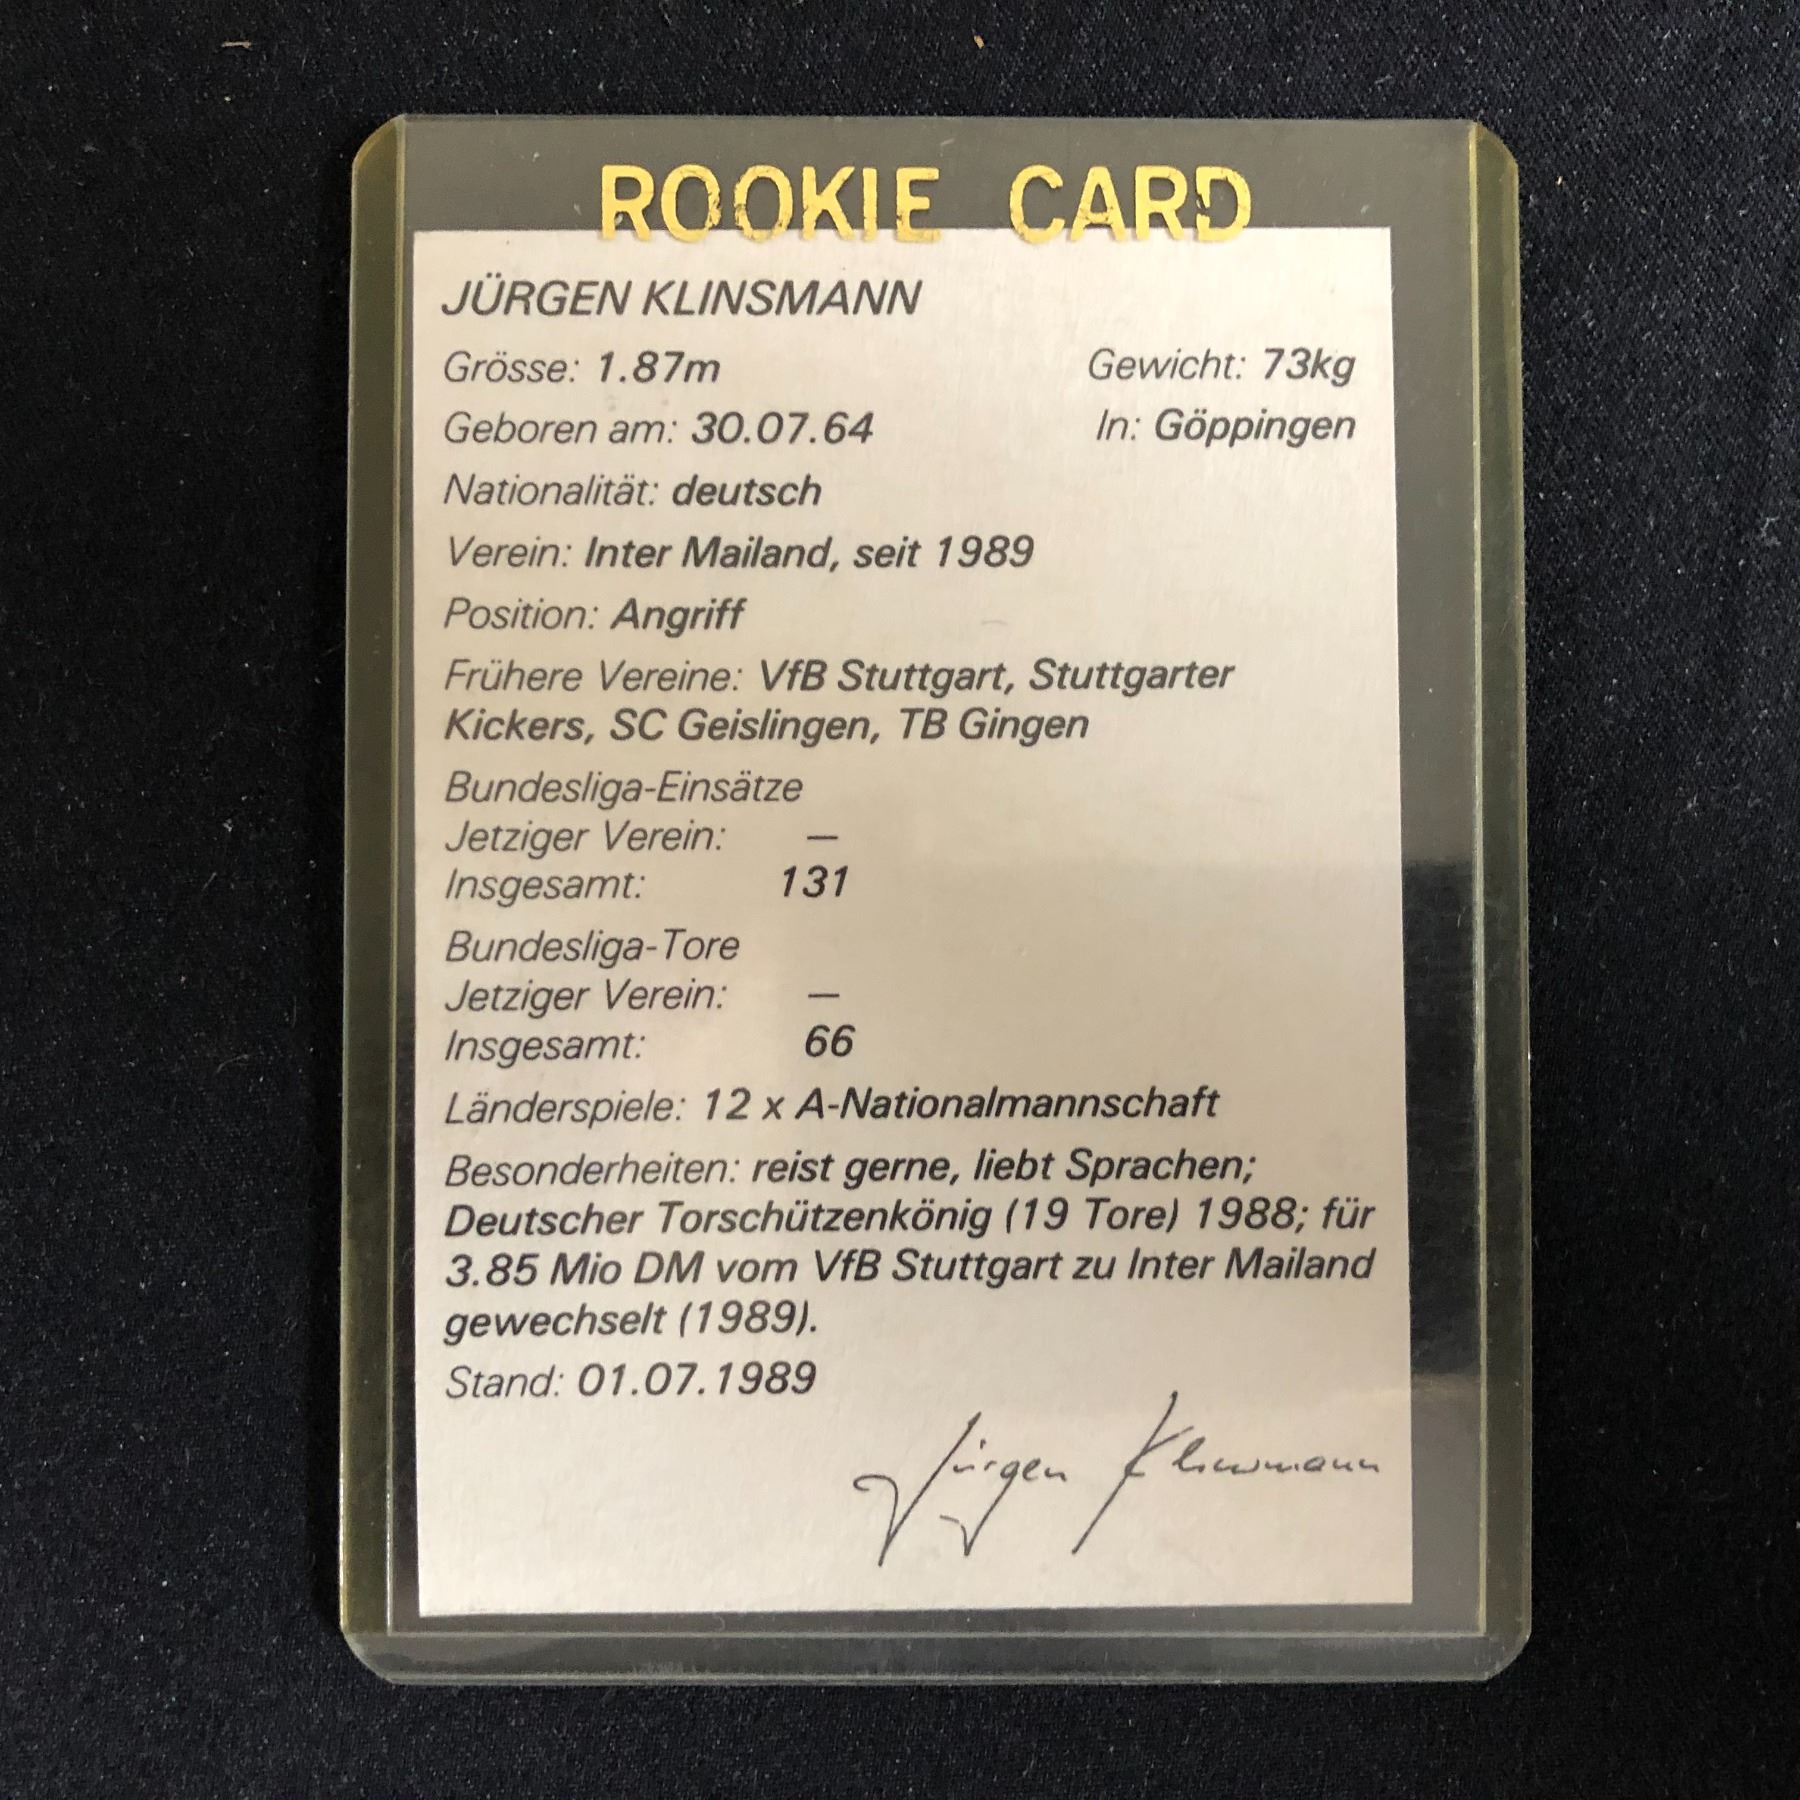 ROOKIE CARD
JÜRGEN KLINSMANN
Grösse: 1.87m Gewicht: 73kg
Geboren am: 30.07.64 In: Göppingen
Nationalität: deutsch
Verein: Inter Mailand, seit 1989
Position: Angriff
Frühere Vereine: VfB Stuttgart, Stuttgarter
Kickers, SC Geislingen, TB Gingen
Bundesliga-Einsätze
Jetziger Verein: —
Insgesamt: 131
Bundesliga-Tore
Jetziger Verein: —
Insgesamt: 66
Länderspiele: 12 x A-Nationalmannschaft
Besonderheiten: reist gerne, liebt Sprachen;
Deutscher Torschützenkönig (19 Tore) 1988; für
3.85 Mio DM vom VfB Stuttgart zu Inter Mailand
gewechselt (1989).
Stand: 01.07.1989
Jürgen Klinsmann